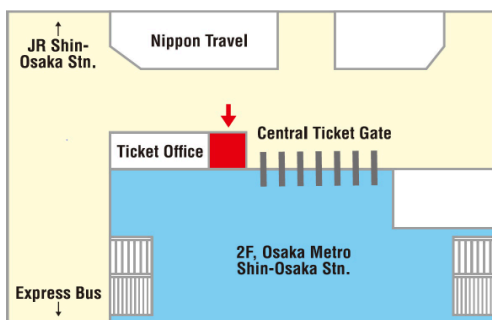 ↑
JR Shin-
Osaka Stn.
Nippon Travel
Ticket Office
Central Ticket Gate
2F, Osaka Metro
Shin-Osaka Stn.
Express Bus
↓